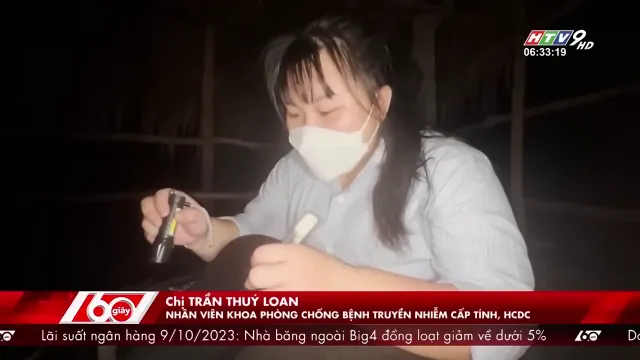 HTV9HD
06:33:19
60 giây
Chị TRẦN THUÝ LOAN
NHÂN VIÊN KHOA PHÒNG CHỐNG BỆNH TRUYỀN NHIỄM CẤP TÍNH, HCDC
Lãi suất ngân hàng 9/10/2023: Nhà băng ngoài Big4 đồng loạt giảm về dưới 5%
60 giây